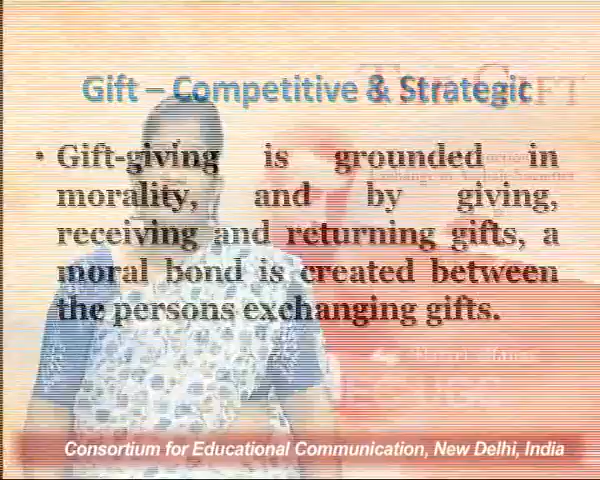 Gift – Competitive & Strategic
• Gift-giving is grounded in
morality, and by giving,
receiving and returning gifts, a
moral bond is created between
the persons exchanging gifts.
Consortium for Educational Communication, New Delhi, India